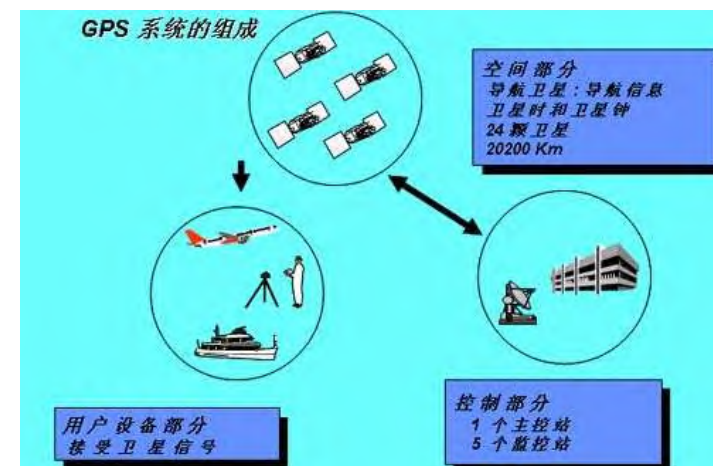 GPS 系统的组成
空间部分
导航卫星:导航信息
卫星时和卫星钟
24 颗卫星
20200 Km
用户设备部分
接受卫星信号
控制部分
1 个主控站
5 个监控站